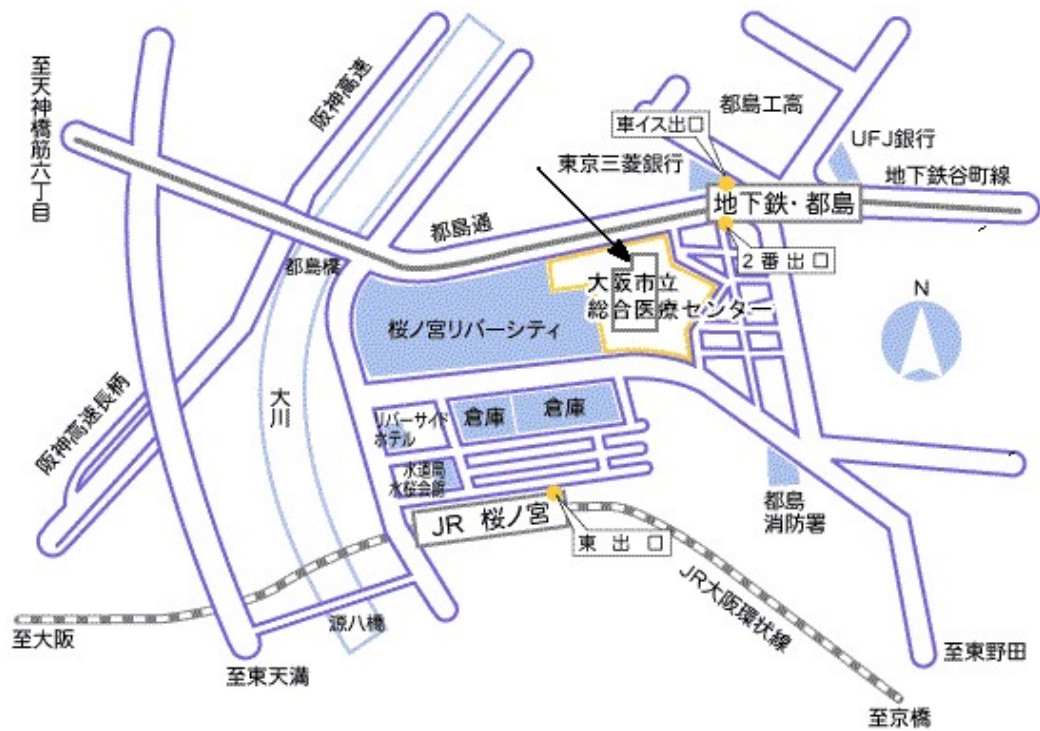 至天神橋筋六丁目
阪神高速
都島工高
車イス出口
UFJ銀行
東京三菱銀行
地下鉄谷町線
地下鉄・都島
都島通
2番出口
都島橋
大阪市立
総合医療センター
N
桜ノ宮リバーシティ
大川
阪神高速長柄
リバーサイド
ホテル
倉庫
倉庫
水道局
水桜会館
都島
消防署
JR 桜ノ宮
東出口
JR大阪環状線
源八橋
至大阪
至東天満
至東野田
至京橋